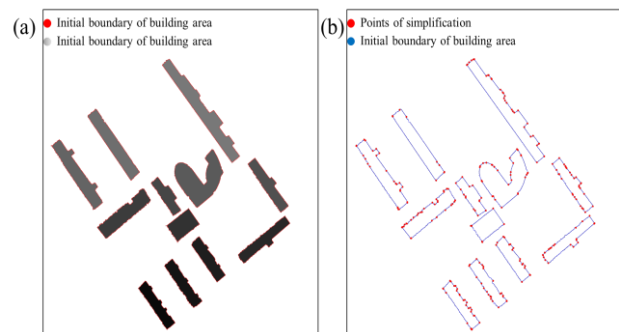 (a)
Initial boundary of building area
Initial boundary of building area
(b)
Points of simplification
Initial boundary of building area